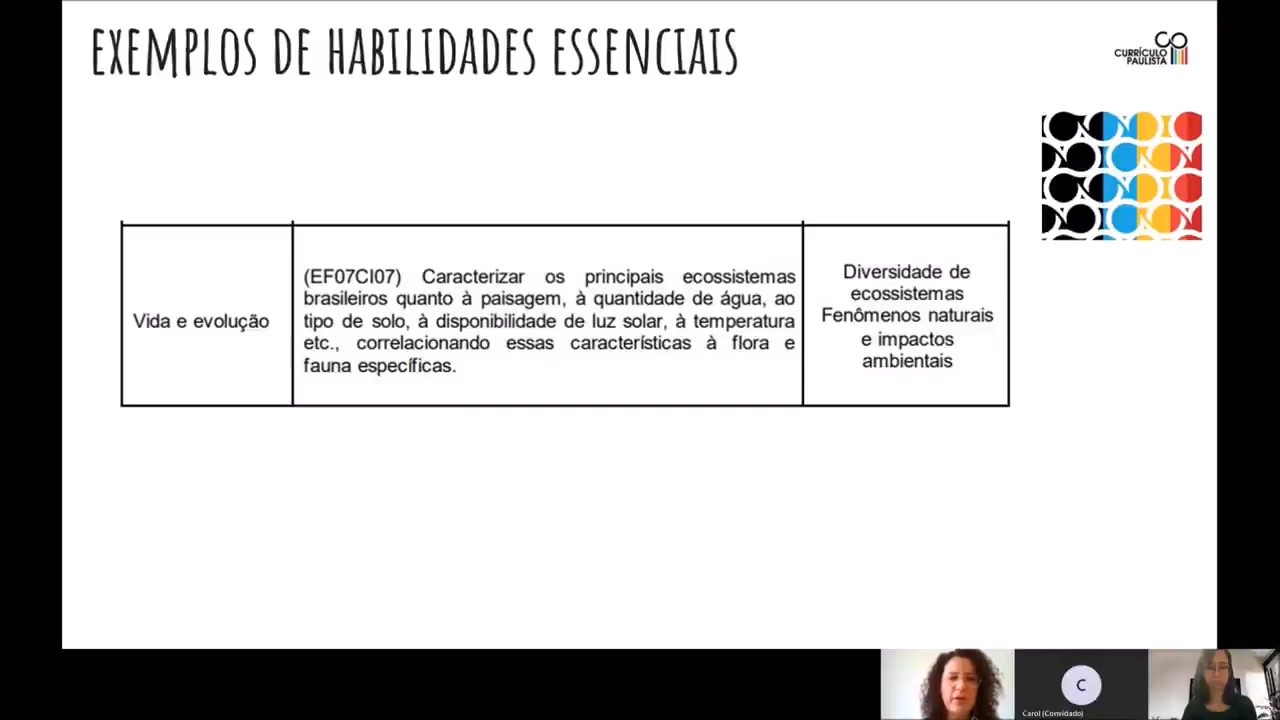 EXEMPLOS DE HABILIDADES ESSENCIAIS
CURRÍCULO
PAULISTA
Vida e evolução
(EF07CI07) Caracterizar os principais ecossistemas
brasileiros quanto à paisagem, à quantidade de água, ao
tipo de solo, à disponibilidade de luz solar, à temperatura
etc., correlacionando essas características à flora e
fauna específicas.
Diversidade de
ecossistemas
Fenômenos naturais
e impactos
ambientais
C
Carol (Convidado)